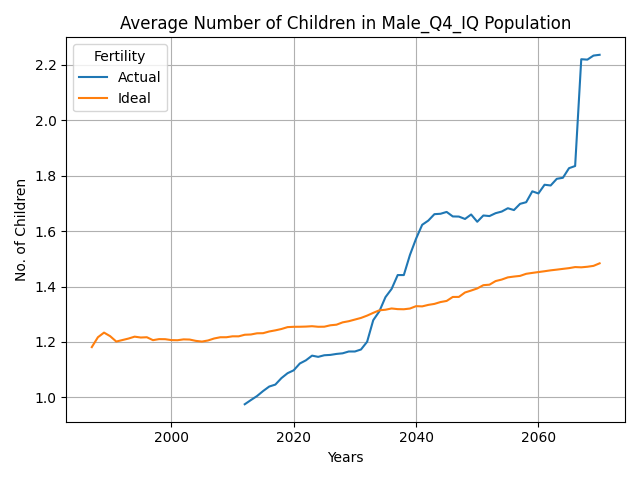 Average Number of Children in Male_Q4_IQ Population
Fertility
Actual
Ideal
No. of Children
2.2
2.0
1.8
1.6
1.4
1.2
1.0
2000
2020
2040
2060
Years